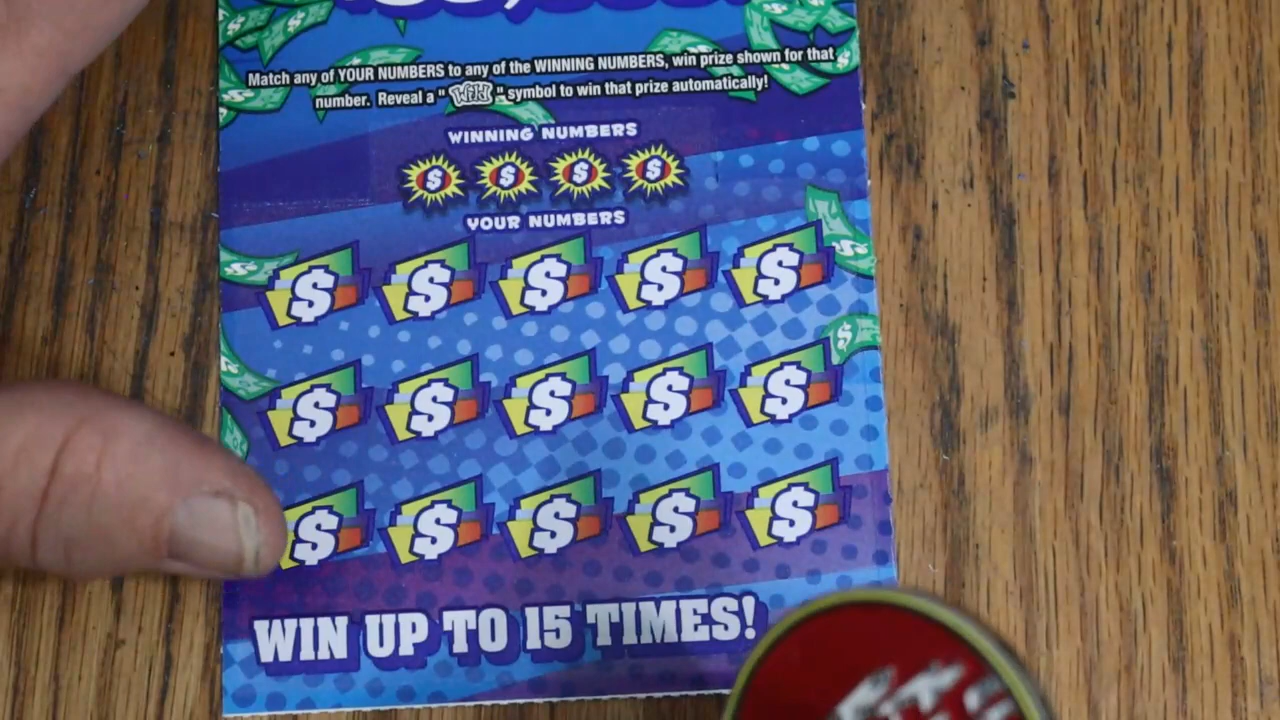 Match any of YOUR NUMBERS to any of the WINNING NUMBERS, win prize shown for that
number. Reveal a "Wild" symbol to win that prize automatically!
WINNING NUMBERS
$ $ $ $
YOUR NUMBERS
$ $ $ $ $
$ $ $ $ $
$ $ $ $ $
WIN UP TO 15 TIMES!